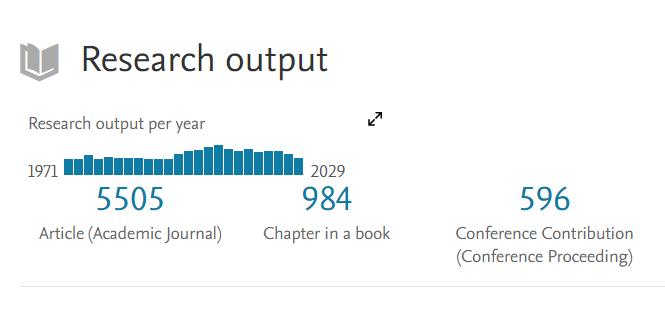 Research output
Research output per year
1971
2029
5505
984
596
Article (Academic Journal)
Chapter in a book
Conference Contribution
(Conference Proceeding)